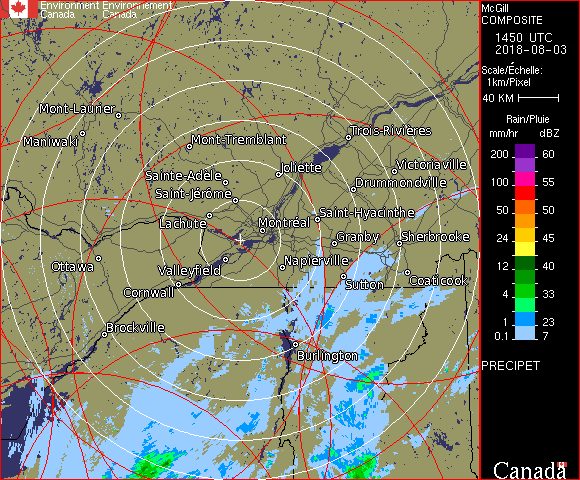 Environment Environnement
Canada Canada
McGill
COMPOSITE
1450 UTC
2018-08-03
Scale/Échelle:
1km/Pixel
40 KM
Rain/Pluie
mm/hr dBZ
200 60
100 55
50 50
24 45
12 40
4 33
1 23
0.1 7
PRECIPET
Canada
Mont-Laurier
Maniwaki
Mont-Tremblant
Trois-Rivières
Sainte-Adèle
Joliette
Victoriaville
Saint-Jérôme
Drummondville
Lachute
Montréal
Saint-Hyacinthe
Granby
Sherbrooke
Ottawa
Valleyfield
Napierville
Cornwall
Sutton
Coaticook
Brockville
Burlington